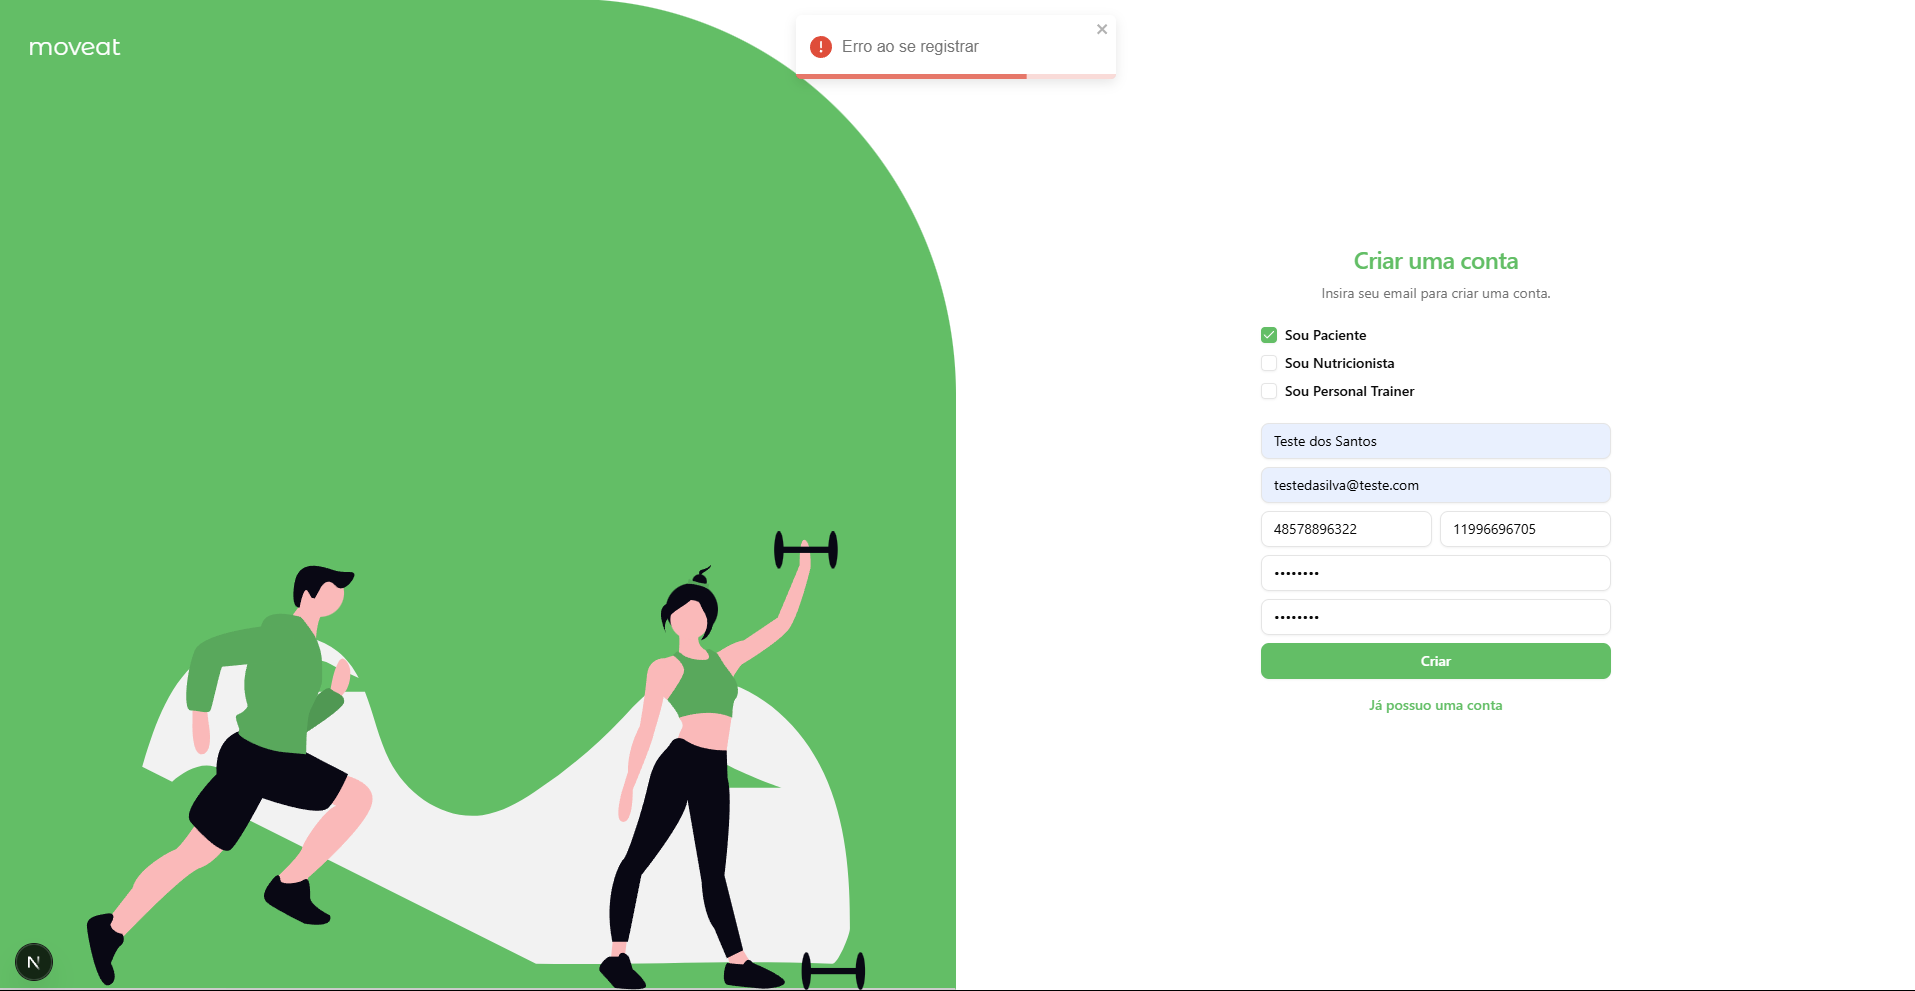 moveat
Erro ao se registrar
Criar uma conta
Insira seu email para criar uma conta.
Sou Paciente
Sou Nutricionista
Sou Personal Trainer
Teste dos Santos
testedasilva@teste.com
48578896322 11996696705
••••••••
••••••••
Criar
Já possuo uma conta
N